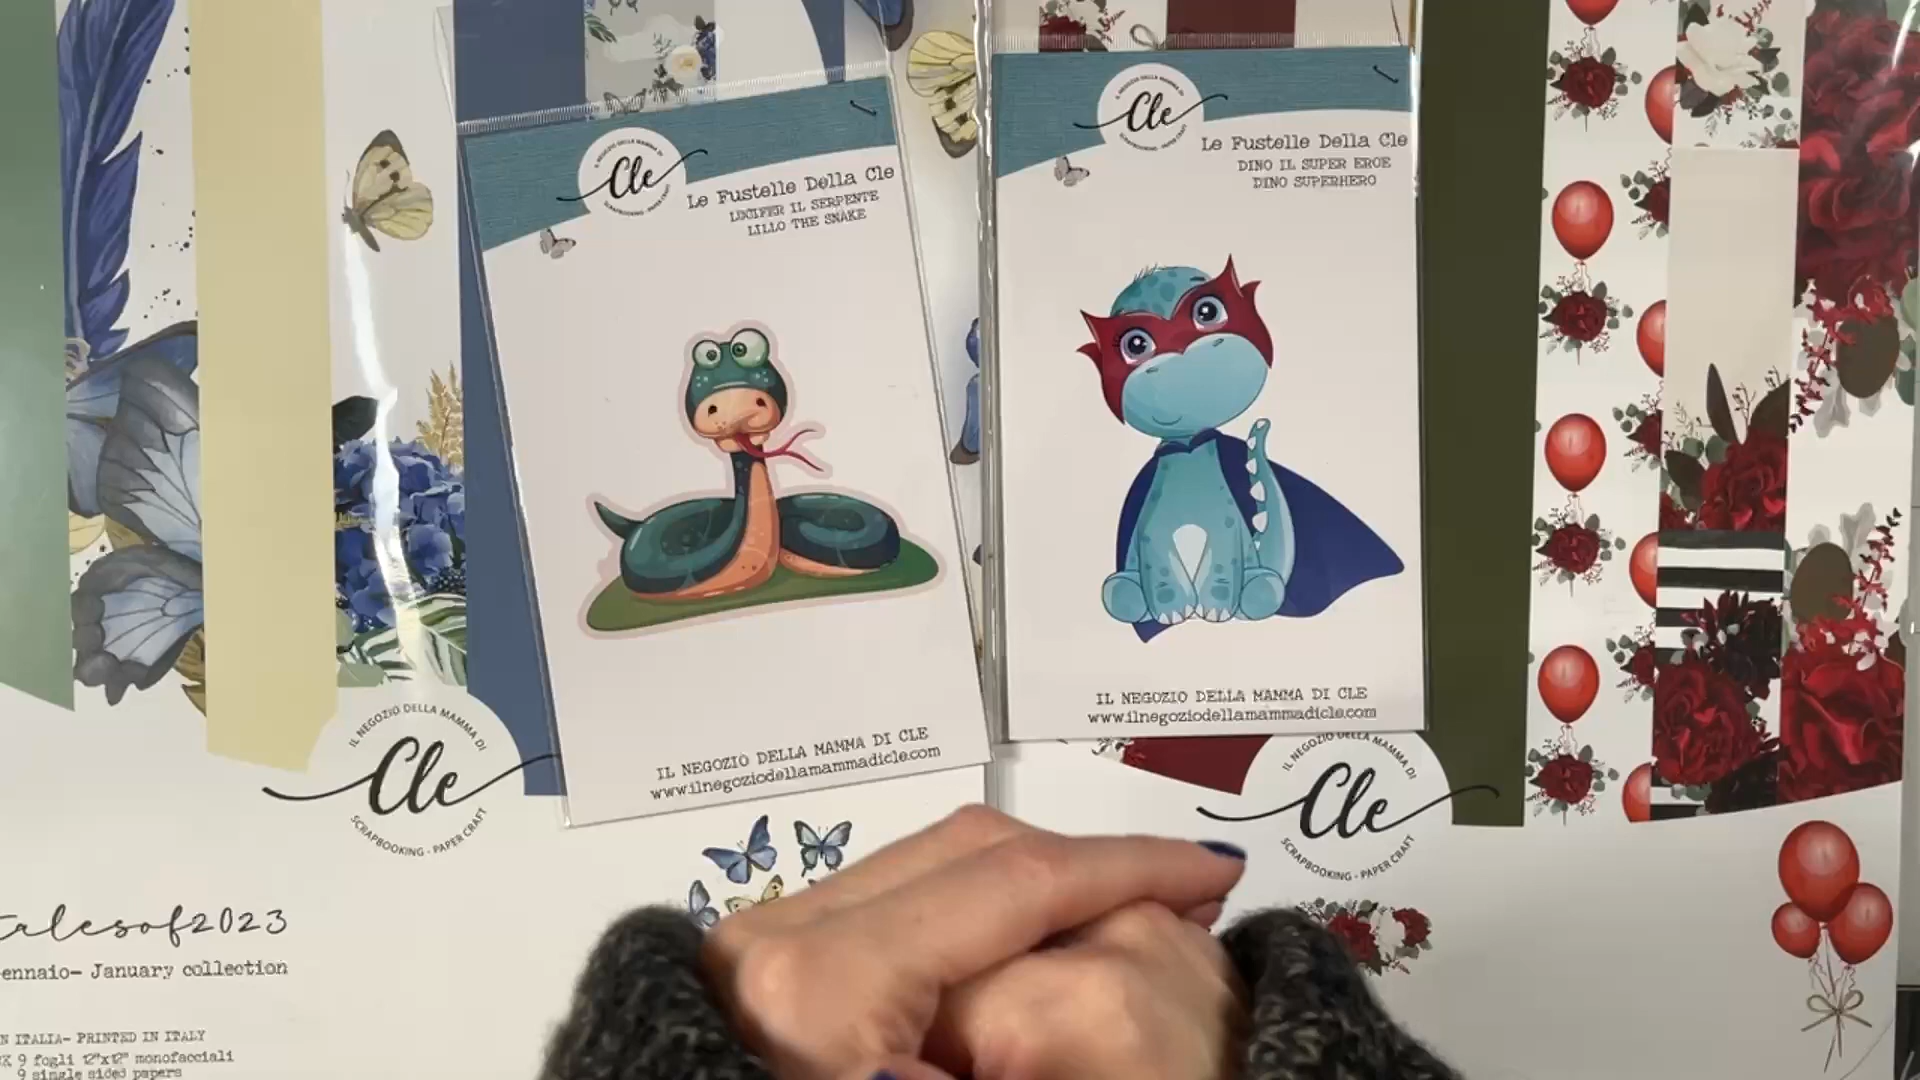 IL NEGOZIO DELLA MAMMA DI
Cle
SCRAPBOOKING - PAPER CRAFT
Le Fustelle Della Cle
LUCIFER IL SERPENTE
LILLO THE SNAKE
IL NEGOZIO DELLA MAMMA DI CLE
www.ilnegoziodellamammadicle.com
IL NEGOZIO DELLA MAMMA DI
Cle
SCRAPBOOKING - PAPER CRAFT
Le Fustelle Della Cle
DINO IL SUPER EROE
DINO SUPERHERO
IL NEGOZIO DELLA MAMMA DI CLE
www.ilnegoziodellamammadicle.com
IL NEGOZIO DELLA MAMMA DI
Cle
SCRAPBOOKING - PAPER CRAFT
IL NEGOZIO DELLA MAMMA DI
Cle
SCRAPBOOKING - PAPER CRAFT
talesof2023
ennaio- January collection
N ITALIA- PRINTED IN ITALY
9 fogli 12"x12" monofacciali
9 single sided papers